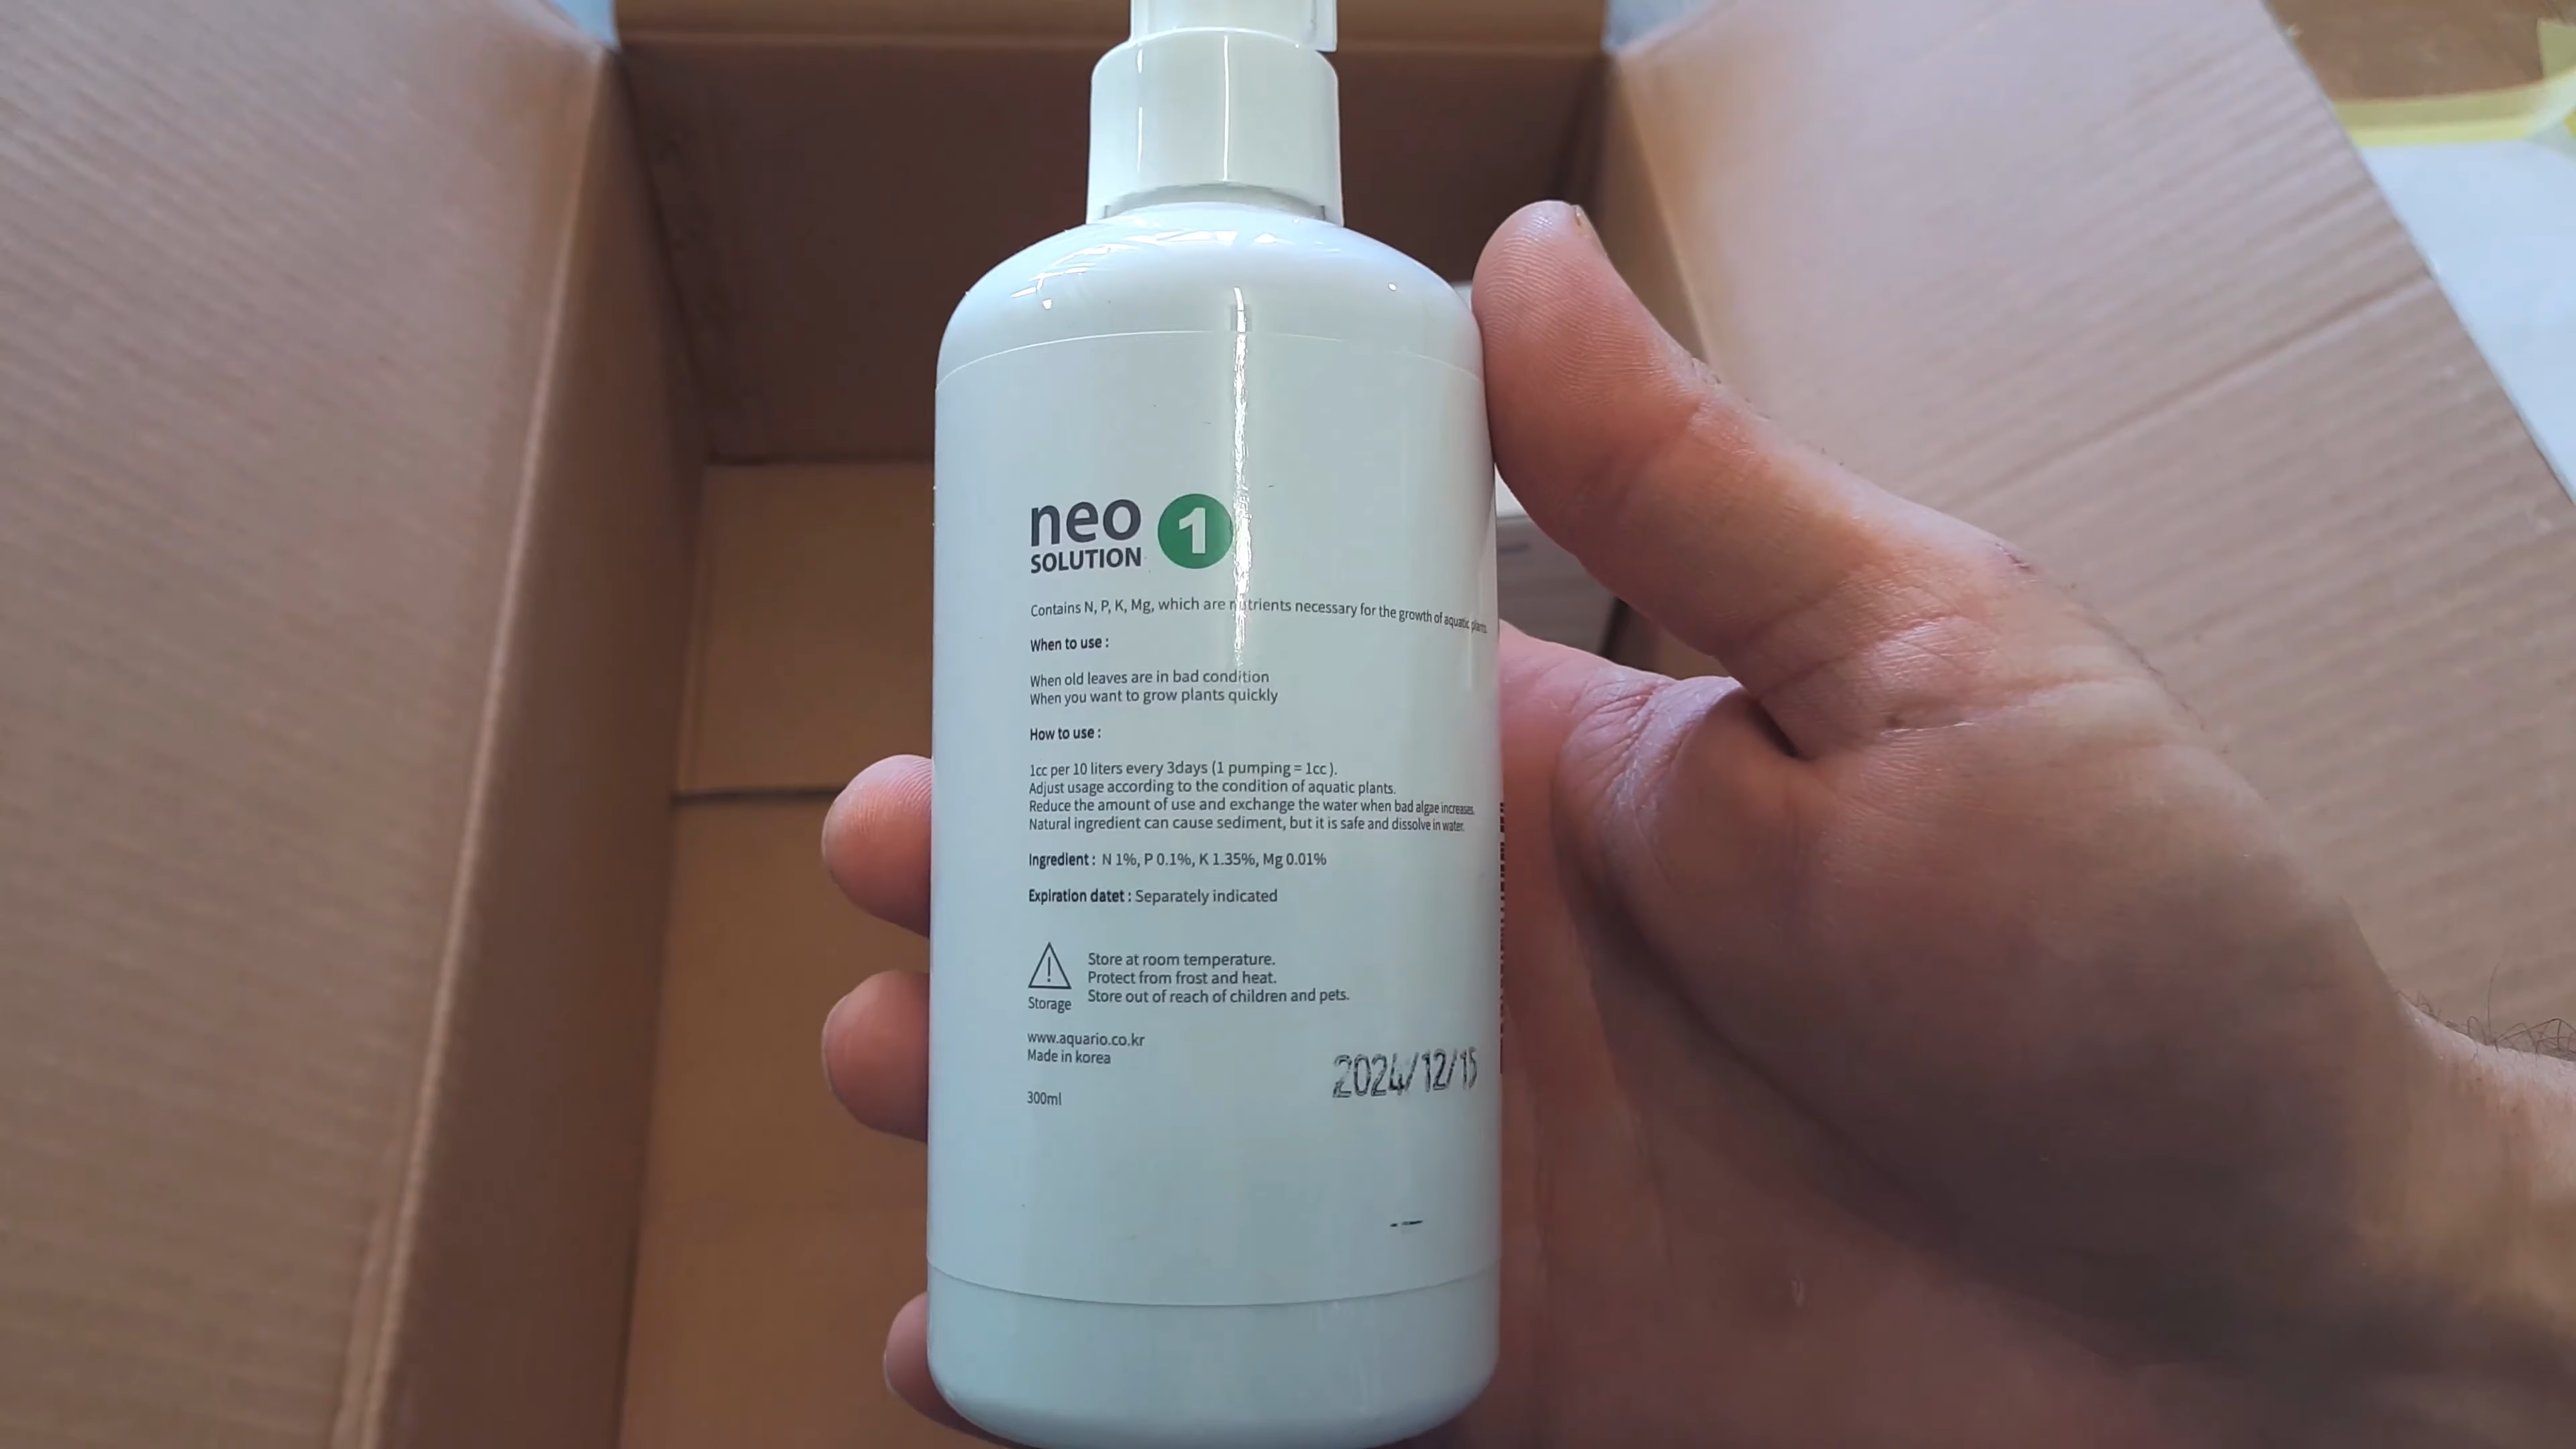 neo
SOLUTION 1
Contains N, P, K, Mg, which are nutrients necessary for the growth of aquatic plants
When to use :
When old leaves are in bad condition
When you want to grow plants quickly
How to use :
1cc per 10 liters every 3days (1 pumping = 1cc ).
Adjust usage according to the condition of aquatic plants.
Reduce the amount of use and exchange the water when bad algae increases.
Natural ingredient can cause sediment, but it is safe and dissolve in water.
Ingredient : N 1%, P 0.1%, K 1.35%, Mg 0.01%
Expiration datet : Separately indicated
Store at room temperature.
Protect from frost and heat.
Store out of reach of children and pets.
Storage
www.aquario.co.kr
Made in korea
2024/12/15
300ml